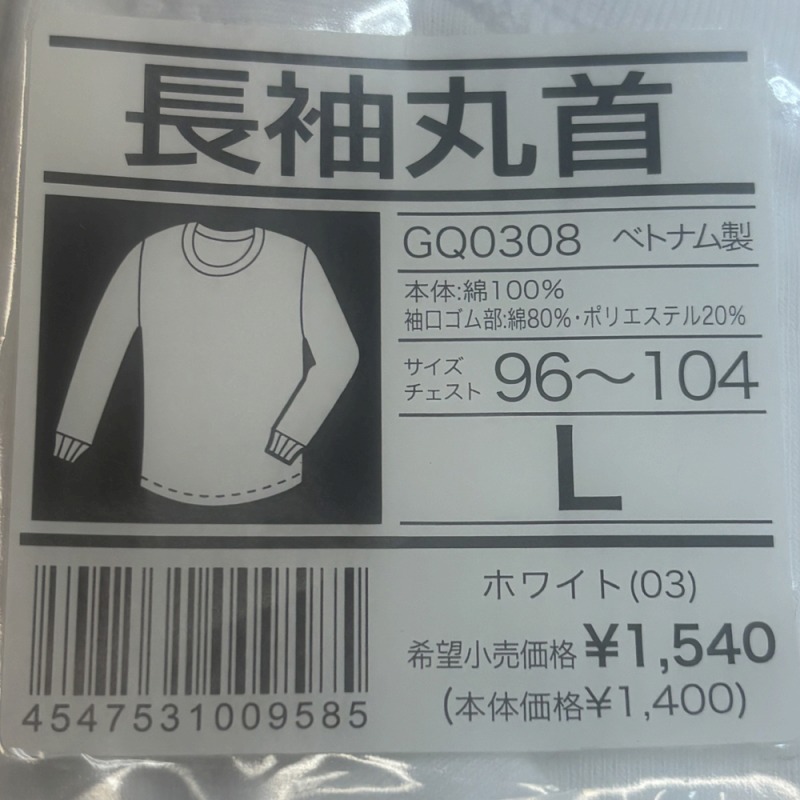 長袖丸首
GQ0308 ベトナム製
本体:綿100%
袖口ゴム部:綿80%・ポリエステル20%
サイズ
チェスト 96〜104
L
ホワイト(03)
希望小売価格 ¥1,540
(本体価格¥1,400)
4547531009585